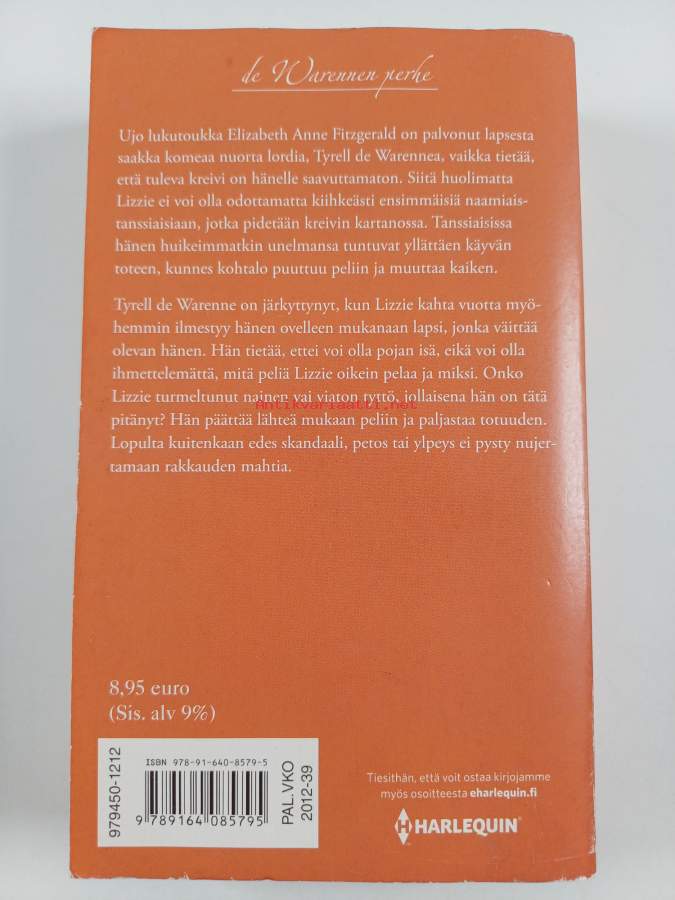 de Warennen perhe
Ujo lukutoukka Elizabeth Anne Fitzgerald on palvonut lapsesta
saakka komeaa nuorta lordia, Tyrell de Warennea, vaikka tietää,
että tuleva kreivi on hänelle saavuttamaton. Siitä huolimatta
Lizzie ei voi olla odottamatta kiihkeästi ensimmäisiä naamiais-
tanssiaisiaan, jotka pidetään kreivin kartanossa. Tanssiaisissa
hänen huikeimmatkin unelmansa tuntuvat yllättäen käyvän
toteen, kunnes kohtalo puuttuu peliin ja muuttaa kaiken.
Tyrell de Warenne on järkyttynyt, kun Lizzie kahta vuotta myö-
hemmin ilmestyy hänen ovelleen mukanaan lapsi, jonka väittää
olevan hänen. Hän tietää, ettei voi olla pojan isä, eikä voi olla
ihmettelemättä, mitä peliä Lizzie oikein pelaa ja miksi. Onko
Lizzie turmeltunut nainen vai viaton tyttö, jollaisena hän on tätä
Antikvariaatti.net
pitänyt? Hän päättää lähteä mukaan peliin ja paljastaa totuuden.
Lopulta kuitenkaan edes skandaali, petos tai ylpeys ei pysty nujer-
tamaan rakkauden mahtia.
8,95 euro
(Sis. alv 9%)
979450-1212
ISBN 978-91-640-8579-5
9 789164 085795
PAL.VKO
2012-39
Tiesithän, että voit ostaa kirjojamme
myös osoitteesta eharlequin.fi
H HARLEQUIN